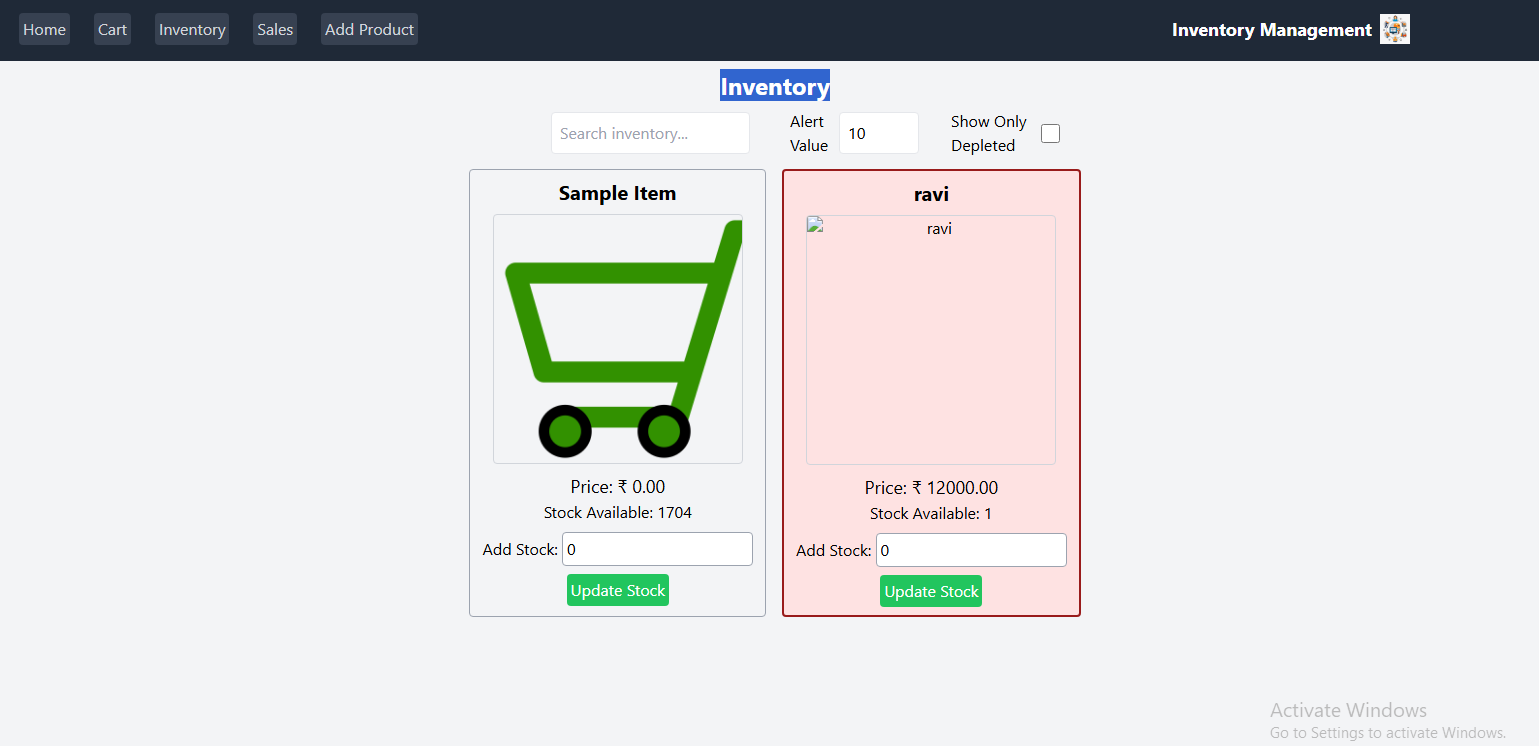 Home Cart Inventory Sales Add Product Inventory Management
Inventory
Search inventory...
Alert
Value
10
Show Only
Depleted
Sample Item
Price: ₹ 0.00
Stock Available: 1704
Add Stock: 0
Update Stock
ravi
ravi
Price: ₹ 12000.00
Stock Available: 1
Add Stock: 0
Update Stock
Activate Windows
Go to Settings to activate Windows.